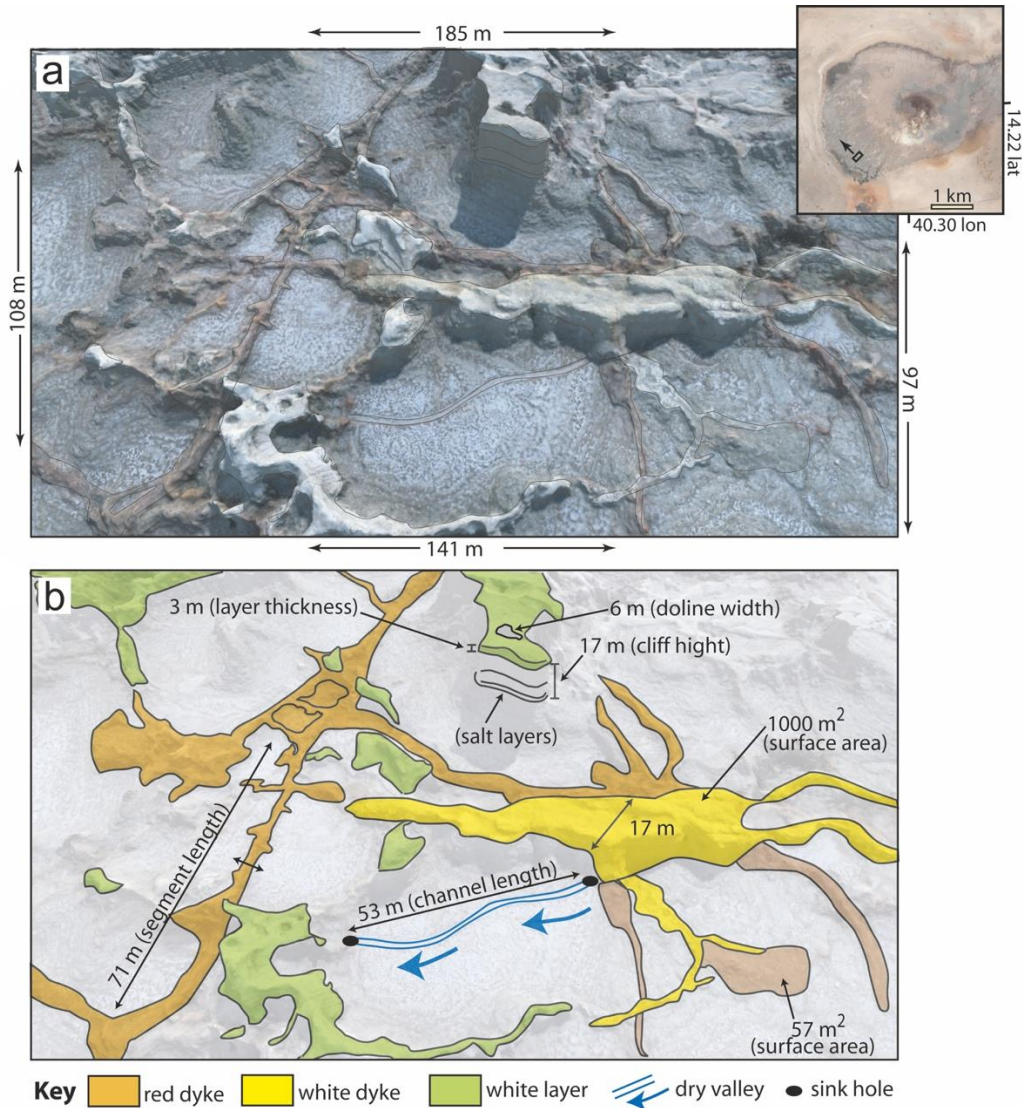 185 m
a
14.22 lat
1 km
40.30 lon
108 m
97 m
141 m
b
3 m (layer thickness)
6 m (doline width)
17 m (cliff hight)
(salt layers)
1000 m²
(surface area)
17 m
53 m (channel length)
71 m (segment length)
57 m²
(surface area)
Key red dyke white dyke white layer dry valley sink hole